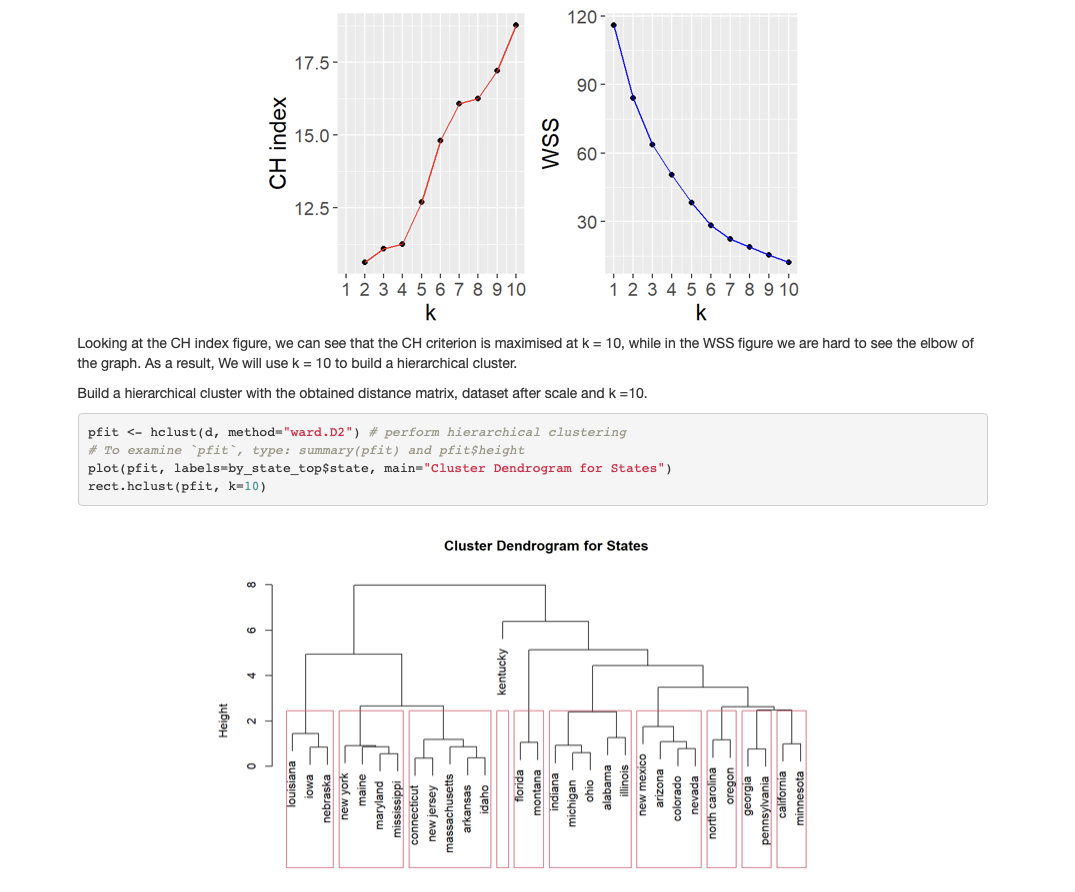 120
17.5
90
15.0
60
12.5
30
CH index
WSS
1 2 3 4 5 6 7 8 9 10
1 2 3 4 5 6 7 8 9 10
k
k
Looking at the CH index figure, we can see that the CH criterion is maximised at k = 10, while in the WSS figure we are hard to see the elbow of
the graph. As a result, We will use k = 10 to build a hierarchical cluster.
Build a hierarchical cluster with the obtained distance matrix, dataset after scale and k =10.
pfit <- hclust(d, method="ward.D2") # perform hierarchical clustering
# To examine `pfit`, type: summary(pfit) and pfit$height
plot(pfit, labels=by_state_top$state, main="Cluster Dendrogram for States")
rect.hclust(pfit, k=10)
Cluster Dendrogram for States
Height
8
6
4
2
0
louisiana
iowa
nebraska
new york
maine
maryland
mississippi
connecticut
new jersey
massachusetts
arkansas
idaho
kentucky
florida
montana
indiana
michigan
ohio
alabama
illinois
new mexico
arizona
colorado
nevada
north carolina
oregon
georgia
pennsylvania
california
minnesota